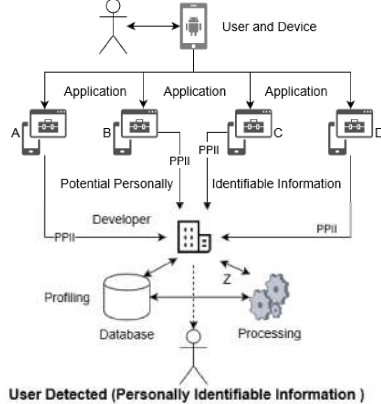 User and Device
Application Application Application
A B C D
PPII PPII
Potential Personally Identifiable Information
Developer
PPII PPII
Z
Profiling
Database Processing
User Detected (Personally Identifiable Information )